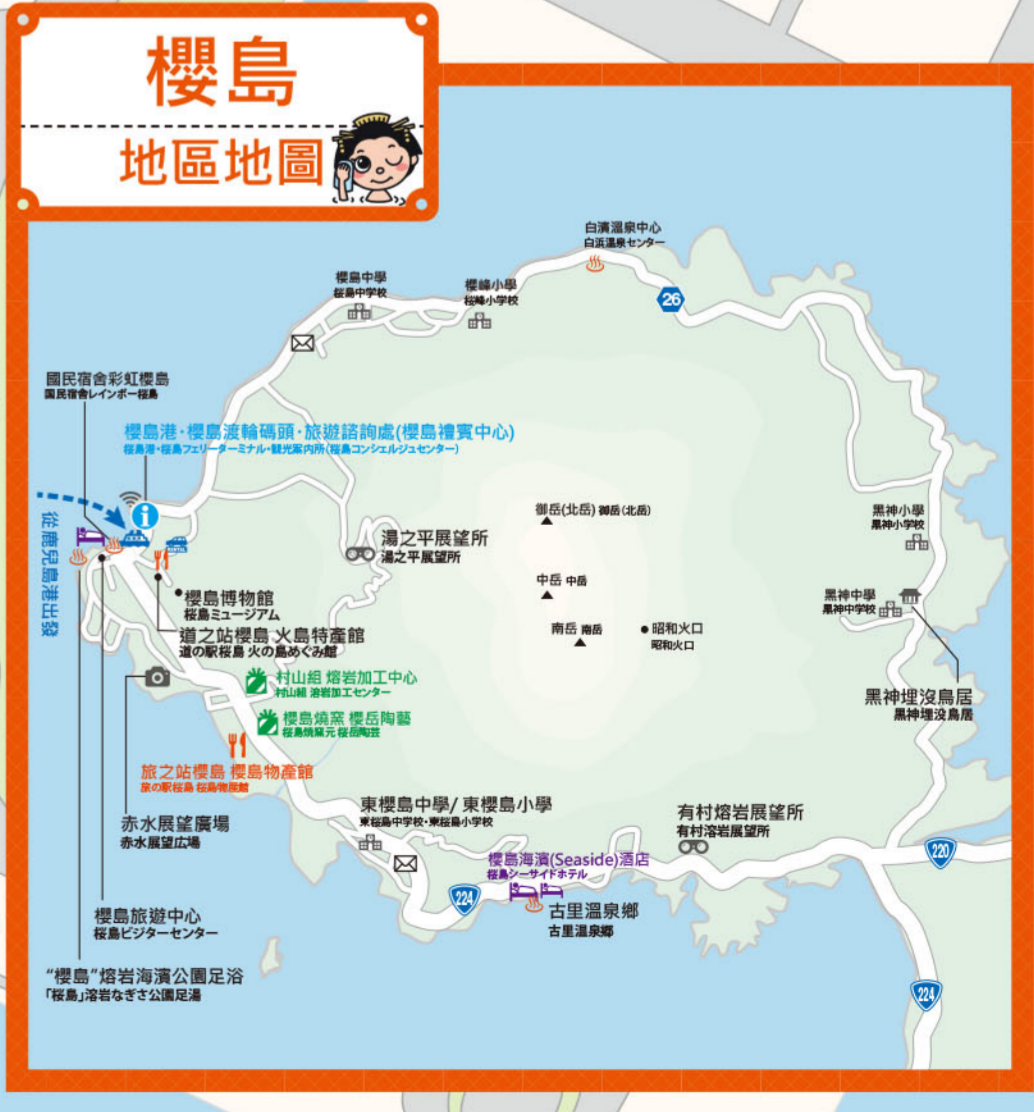 櫻島
地區地圖
白濱溫泉中心
白浜温泉センター
櫻島中學
桜島中学校
櫻峰小學
桜峰小学校
26
國民宿舍彩虹櫻島
国民宿舎レインボー桜島
櫻島港·櫻島渡輪碼頭·旅遊諮詢處(櫻島禮賓中心)
桜島港・桜島フェリーターミナル・観光案内所(桜島コンシェルジュセンター)
從鹿兒島港出發
i
RENTAL
御岳(北岳) 御岳(北岳)
中岳 中岳
南岳 南岳
昭和火口
昭和火口
湯之平展望所
湯之平展望所
黑神小學
黒神小学校
黑神中學
黒神中学校
黑神埋沒鳥居
黒神埋没鳥居
櫻島博物館
桜島ミュージアム
道之站櫻島 火島特產館
道の駅桜島 火の島めぐみ館
村山組 熔岩加工中心
村山組 溶岩加工センター
櫻島燒窯 櫻岳陶藝
桜島焼窯元 桜岳陶芸
旅之站櫻島 櫻島物產館
旅の駅桜島 桜島物産館
赤水展望廣場
赤水展望広場
東櫻島中學/ 東櫻島小學
東桜島中学校・東桜島小学校
有村熔岩展望所
有村溶岩展望所
櫻島海濱(Seaside)酒店
桜島シーサイドホテル
220
224
古里溫泉鄉
古里温泉郷
櫻島旅遊中心
桜島ビジターセンター
“櫻島”熔岩海濱公園足浴
「桜島」溶岩なぎさ公園足湯
224